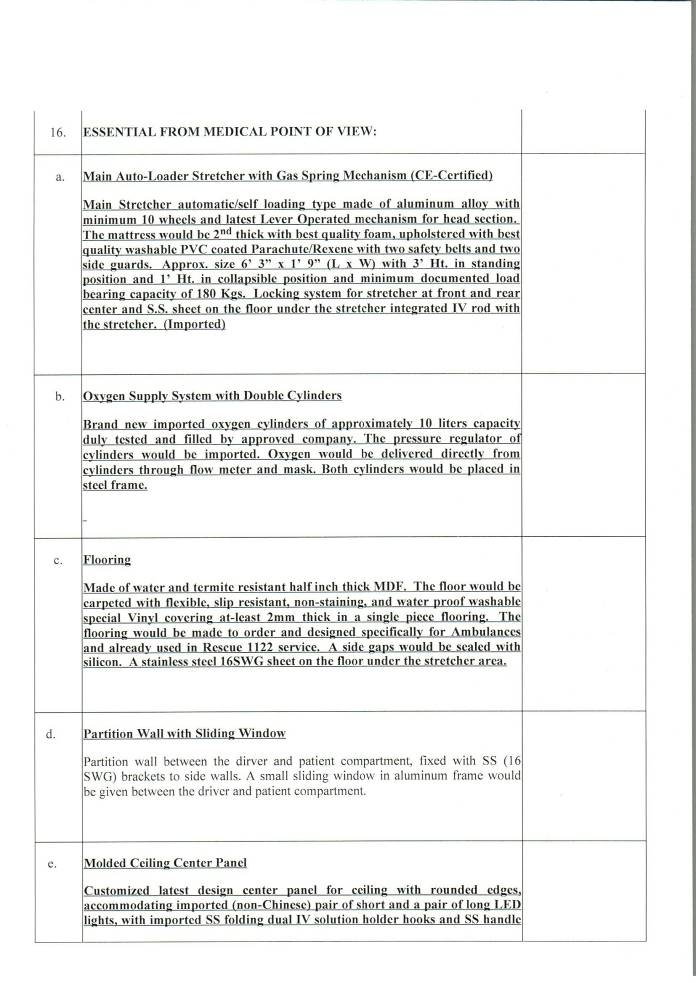 16. ESSENTIAL FROM MEDICAL POINT OF VIEW:
a. Main Auto-Loader Stretcher with Gas Spring Mechanism (CE-Certified)
Main Stretcher automatic/self loading type made of aluminum alloy with
minimum 10 wheels and latest Lever Operated mechanism for head section.
The mattress would be 2nd thick with best quality foam, upholstered with best
quality washable PVC coated Parachute/Rexene with two safety belts and two
side guards. Approx. size 6' 3" x 1' 9" (L x W) with 3' Ht. in standing
position and 1' Ht. in collapsible position and minimum documented load
bearing capacity of 180 Kgs. Locking system for stretcher at front and rear
center and S.S. sheet on the floor under the stretcher integrated IV rod with
the stretcher. (Imported)
b. Oxygen Supply System with Double Cylinders
Brand new imported oxygen cylinders of approximately 10 liters capacity
duly tested and filled by approved company. The pressure regulator of
cylinders would be imported. Oxygen would be delivered directly from
cylinders through flow meter and mask. Both cylinders would be placed in
steel frame.
c. Flooring
Made of water and termite resistant half inch thick MDF. The floor would be
carpeted with flexible, slip resistant, non-staining, and water proof washable
special Vinyl covering at-least 2mm thick in a single piece flooring. The
flooring would be made to order and designed specifically for Ambulances
and already used in Rescue 1122 service. A side gaps would be sealed with
silicon. A stainless steel 16SWG sheet on the floor under the stretcher area.
d. Partition Wall with Sliding Window
Partition wall between the dirver and patient compartment, fixed with SS (16
SWG) brackets to side walls. A small sliding window in aluminum frame would
be given between the driver and patient compartment.
e. Molded Ceiling Center Panel
Customized latest design center panel for ceiling with rounded edges,
accommodating imported (non-Chinese) pair of short and a pair of long LED
lights, with imported SS folding dual IV solution holder hooks and SS handle